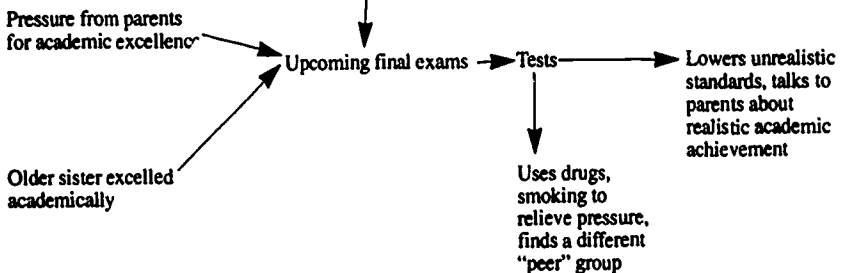 Pressure from parents
for academic excellence
Upcoming final exams
Tests
Lowers unrealistic
standards, talks to
parents about
realistic academic
achievement
Older sister excelled
academically
Uses drugs,
smoking to
relieve pressure,
finds a different
“peer” group